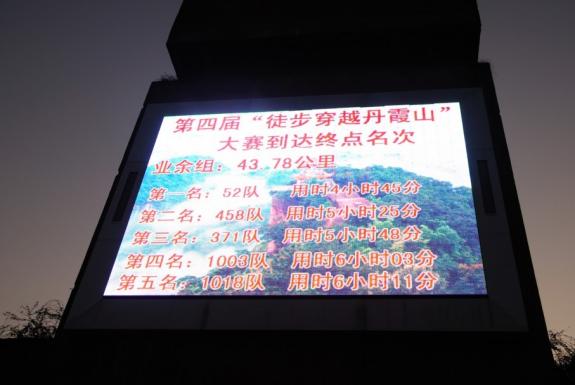 第四届“徒步穿越丹霞山”
大赛到达终点名次
业余组：43.78公里
第一名：52队 用时4小时45分
第二名：458队 用时5小时25分
第三名：371队 用时5小时48分
第四名：1003队 用时6小时03分
第五名：1018队 用时6小时11分